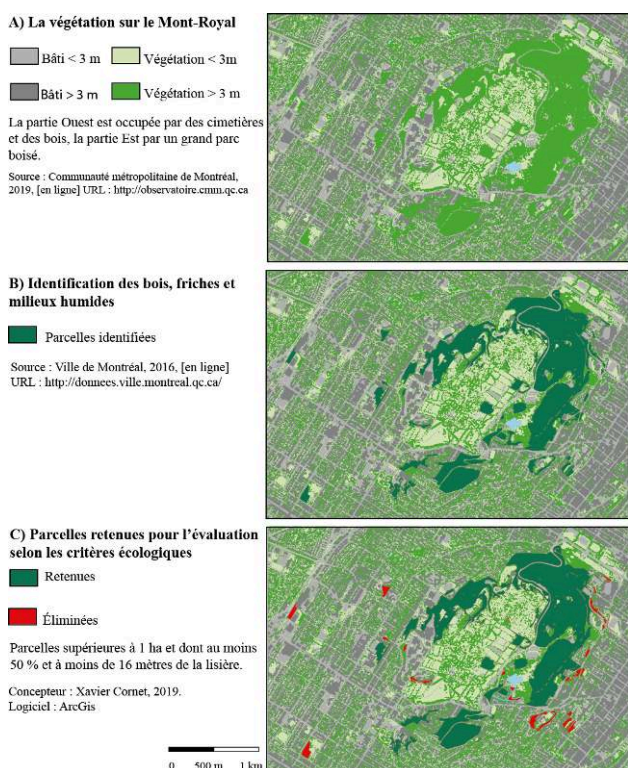 A) La végétation sur le Mont-Royal
Bâti < 3 m
Végétation < 3m
Bâti > 3 m
Végétation > 3 m
La partie Ouest est occupée par des cimetières
et des bois, la partie Est par un grand parc
boisé.
Source : Communauté métropolitaine de Montréal,
2019, [en ligne] URL : http://observatoire.cmm.qc.ca
B) Identification des bois, friches et
milieux humides
Parcelles identifiées
Source : Ville de Montréal, 2016, [en ligne]
URL : http://donnees.ville.montreal.qc.ca/
C) Parcelles retenues pour l'évaluation
selon les critères écologiques
Retenues
Éliminées
Parcelles supérieures à 1 ha et dont au moins
50 % et à moins de 16 mètres de la lisière.
Concepteur : Xavier Cornet, 2019.
Logiciel : ArcGis
0 500 m 1 km